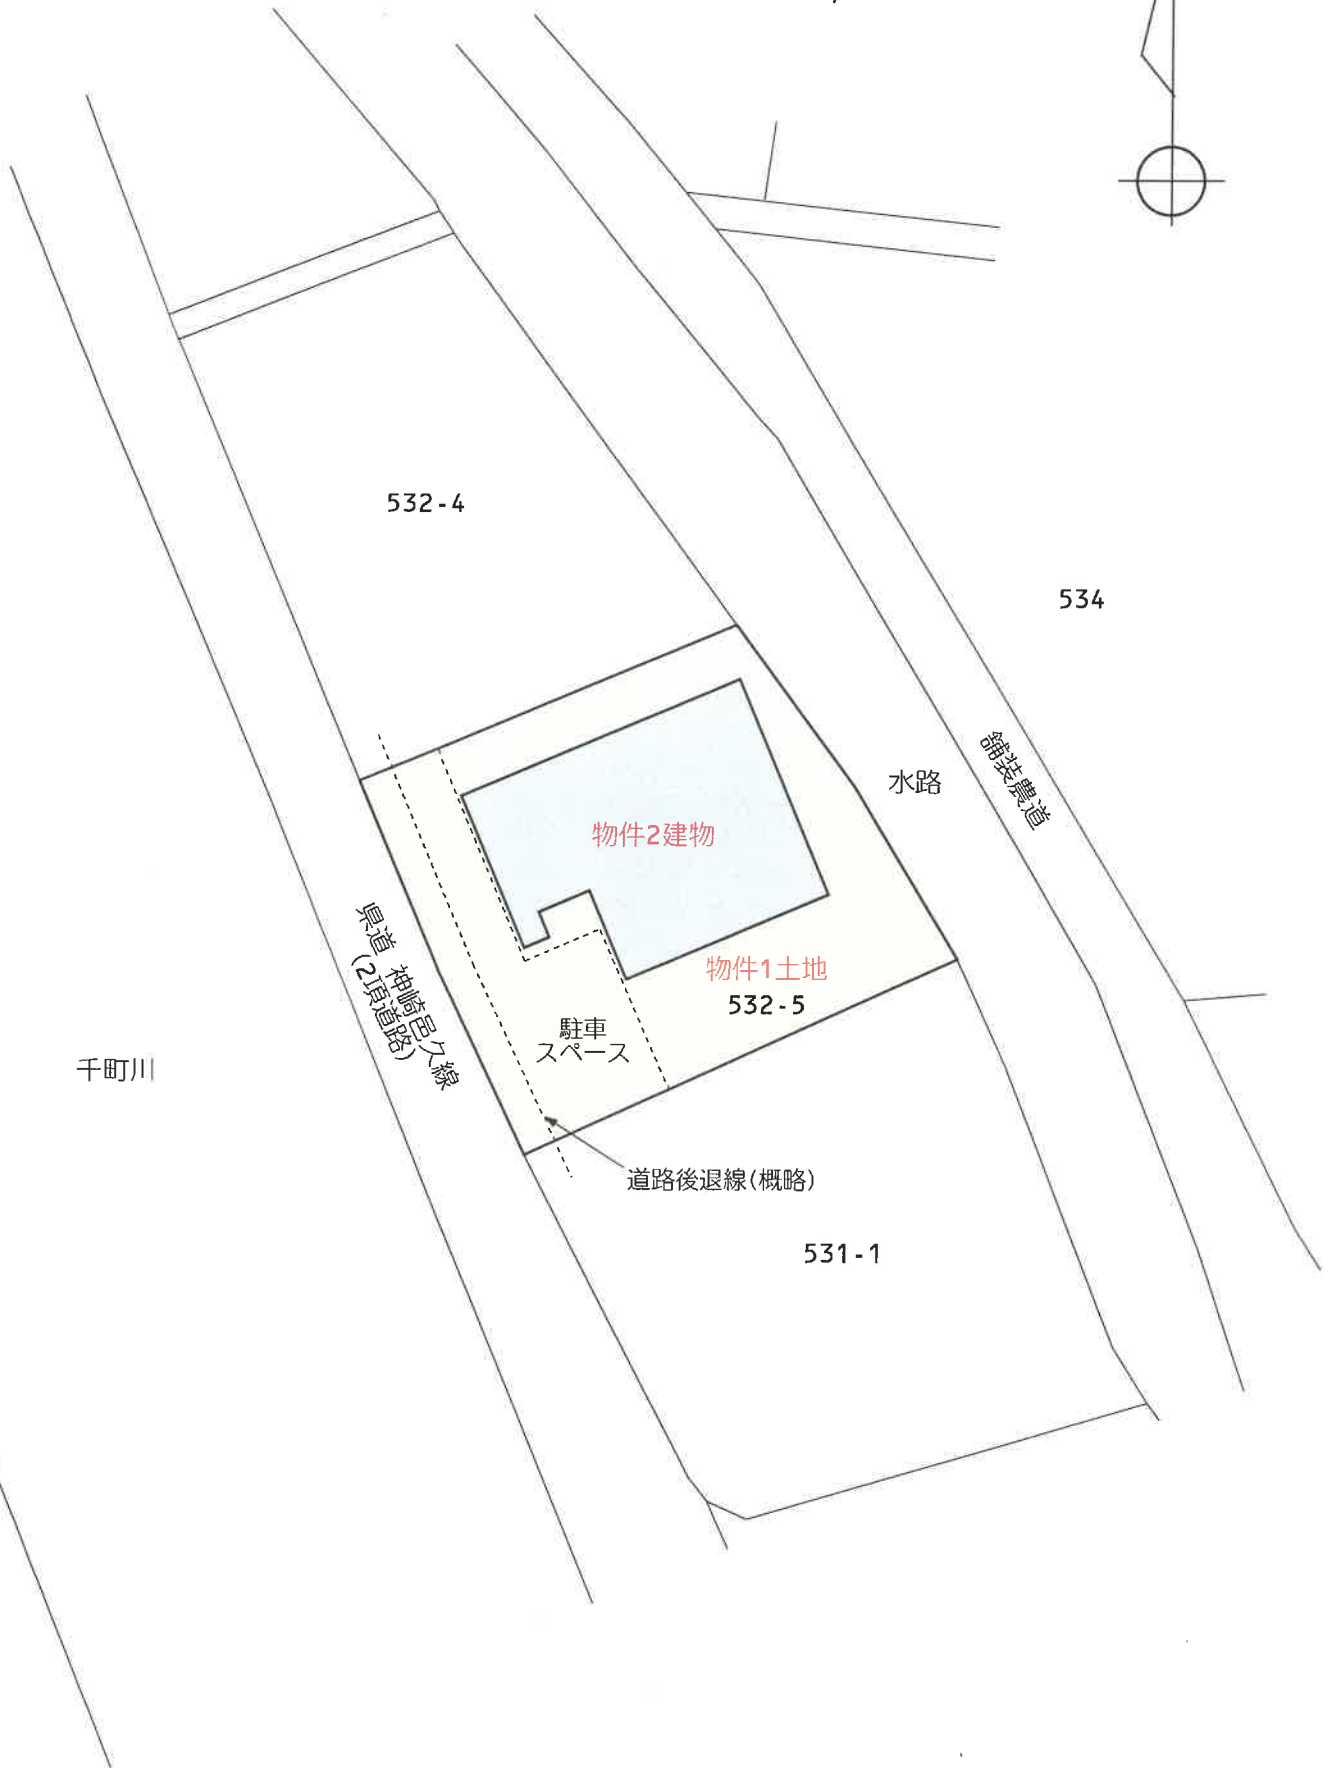 532-4
534
水路
舗装農道
物件2建物
物件1土地
532-5
県道 神崎邑久線
(2項道路)
駐車
スペース
千町川
道路後退線(概略)
531-1